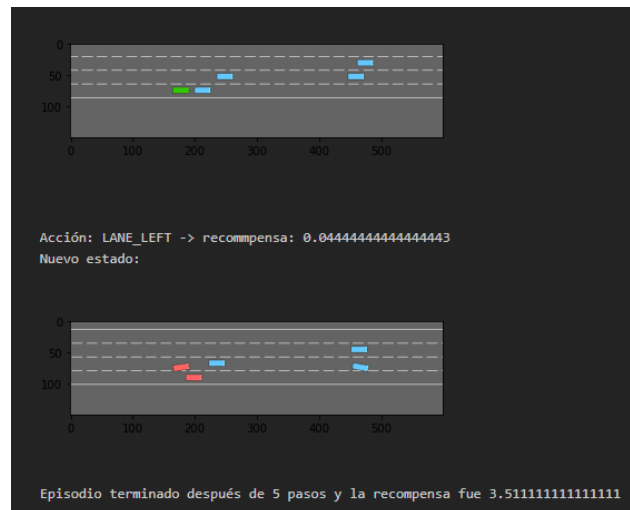 0
50
100
0 100 200 300 400 500
Acción: LANE_LEFT -> recommpensa: 0.04444444444444443
Nuevo estado:
0
50
100
0 100 200 300 400 500
Episodio terminado después de 5 pasos y la recompensa fue 3.511111111111111